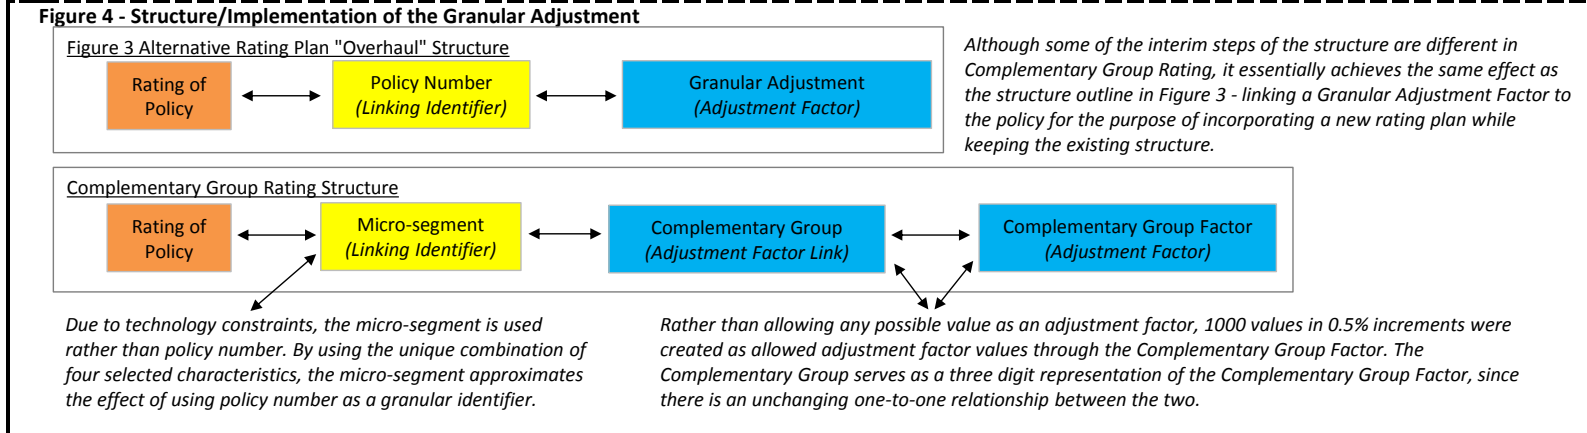 Figure 4 - Structure/Implementation of the Granular Adjustment
Figure 3 Alternative Rating Plan "Overhaul" Structure
Rating of
Policy
Policy Number
(Linking Identifier)
Granular Adjustment
(Adjustment Factor)
Although some of the interim steps of the structure are different in
Complementary Group Rating, it essentially achieves the same effect as
the structure outline in Figure 3 - linking a Granular Adjustment Factor to
the policy for the purpose of incorporating a new rating plan while
keeping the existing structure.
Complementary Group Rating Structure
Rating of
Policy
Micro-segment
(Linking Identifier)
Complementary Group
(Adjustment Factor Link)
Complementary Group Factor
(Adjustment Factor)
Due to technology constraints, the micro-segment is used
rather than policy number. By using the unique combination of
four selected characteristics, the micro-segment approximates
the effect of using policy number as a granular identifier.
Rather than allowing any possible value as an adjustment factor, 1000 values in 0.5% increments were
created as allowed adjustment factor values through the Complementary Group Factor. The
Complementary Group serves as a three digit representation of the Complementary Group Factor, since
there is an unchanging one-to-one relationship between the two.